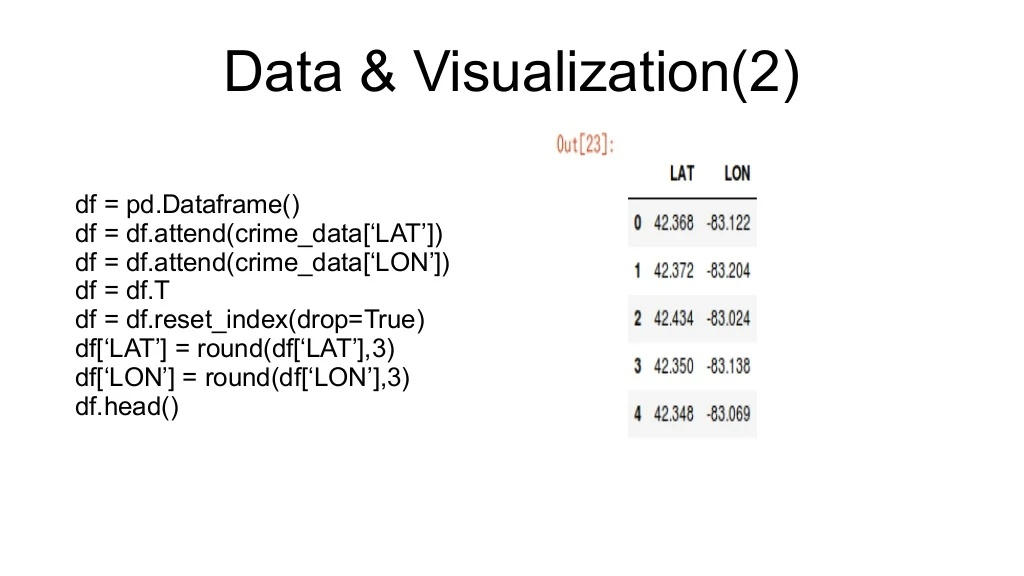 Data & Visualization(2)
df = pd.Dataframe()
df = df.attend(crime_data[‘LAT’])
df = df.attend(crime_data[‘LON’])
df = df.T
df = df.reset_index(drop=True)
df[‘LAT’] = round(df[‘LAT’],3)
df[‘LON’] = round(df[‘LON’],3)
df.head()
Out[23]:
LAT LON
0 42.368 -83.122
1 42.372 -83.204
2 42.434 -83.024
3 42.350 -83.138
4 42.348 -83.069